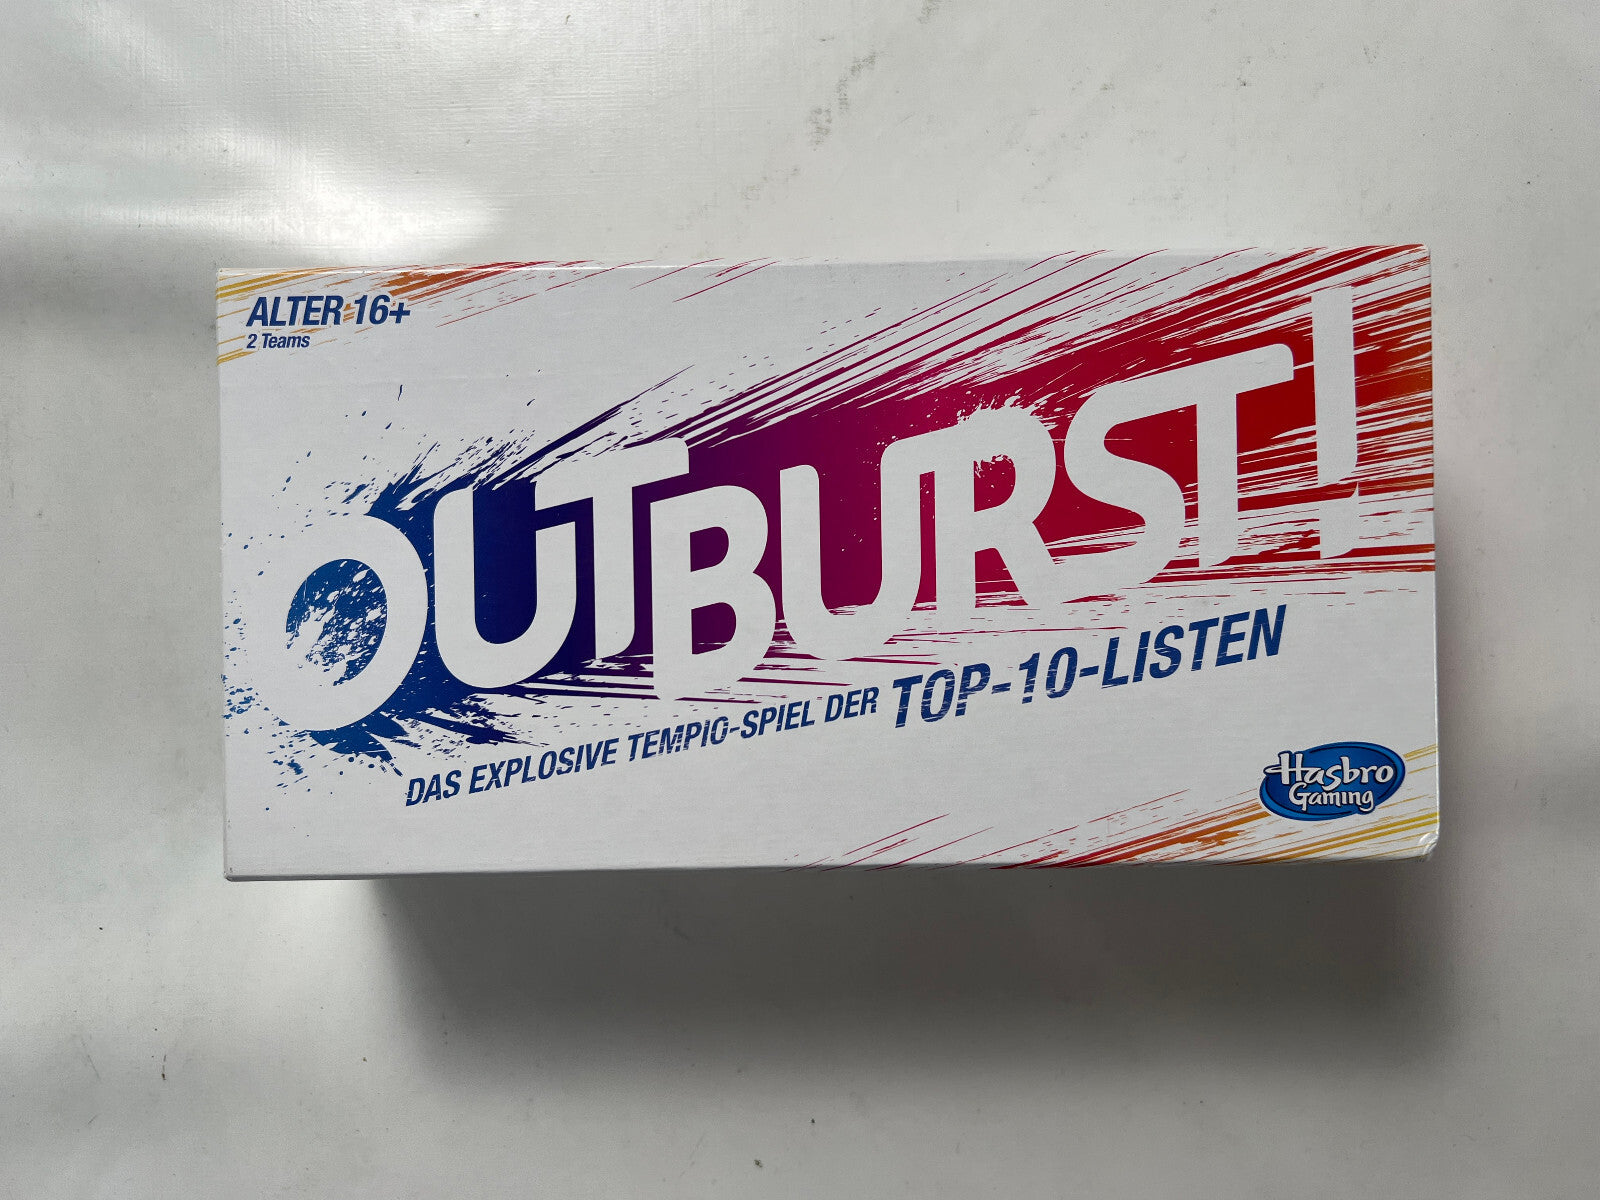 ALTER 16+
2 Teams
OUTBURST!
DAS EXPLOSIVE TEMPIO-SPIEL DER TOP-10-LISTEN
Hasbro
Gaming